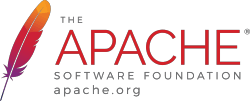 THE
APACHE®
SOFTWARE FOUNDATION
apache.org